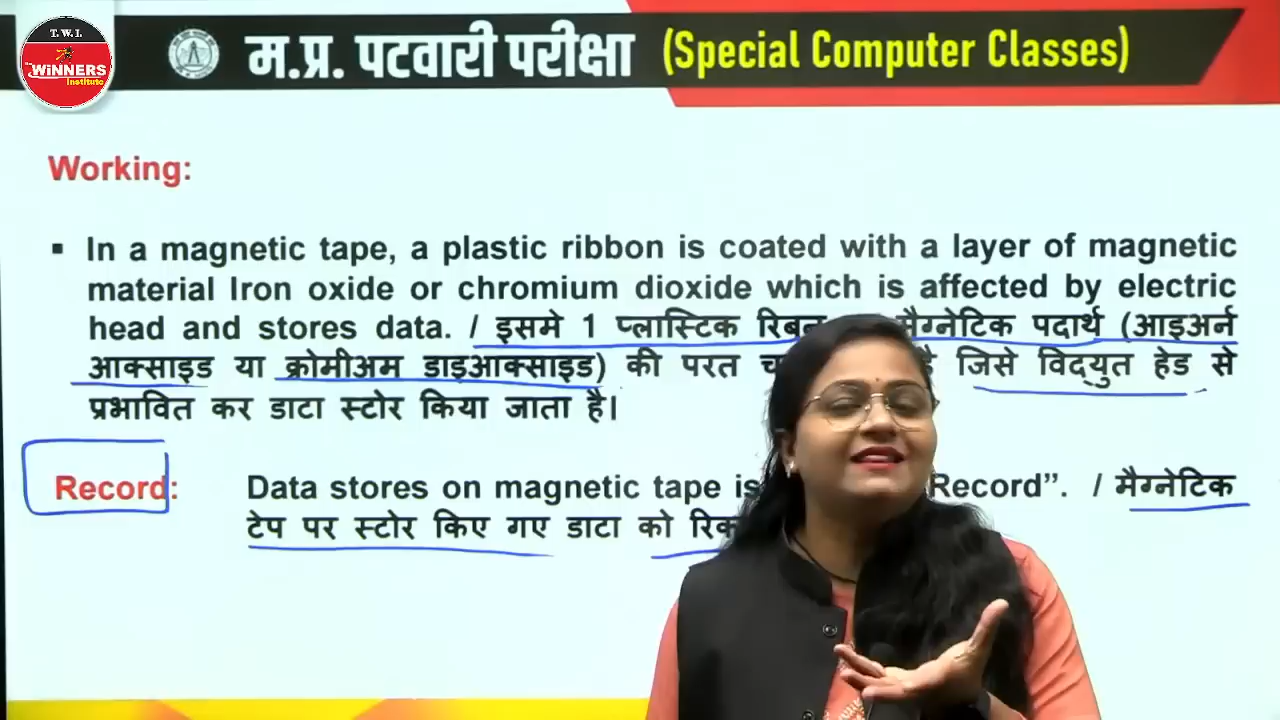 T.W.I.
The
WiNNERS
institute
म.प्र. पटवारी परीक्षा (Special Computer Classes)
Working:
▪ In a magnetic tape, a plastic ribbon is coated with a layer of magnetic
material Iron oxide or chromium dioxide which is affected by electric
head and stores data. / इसमे 1 प्लास्टिक रिबन मैग्नेटिक पदार्थ (आइअर्न
आक्साइड या क्रोमीअम डाइआक्साइड) की परत है जिसे विद्युत हेड से
प्रभावित कर डाटा स्टोर किया जाता है।
Record: Data stores on magnetic tape is Record”. / मैग्नेटिक
टेप पर स्टोर किए गए डाटा को